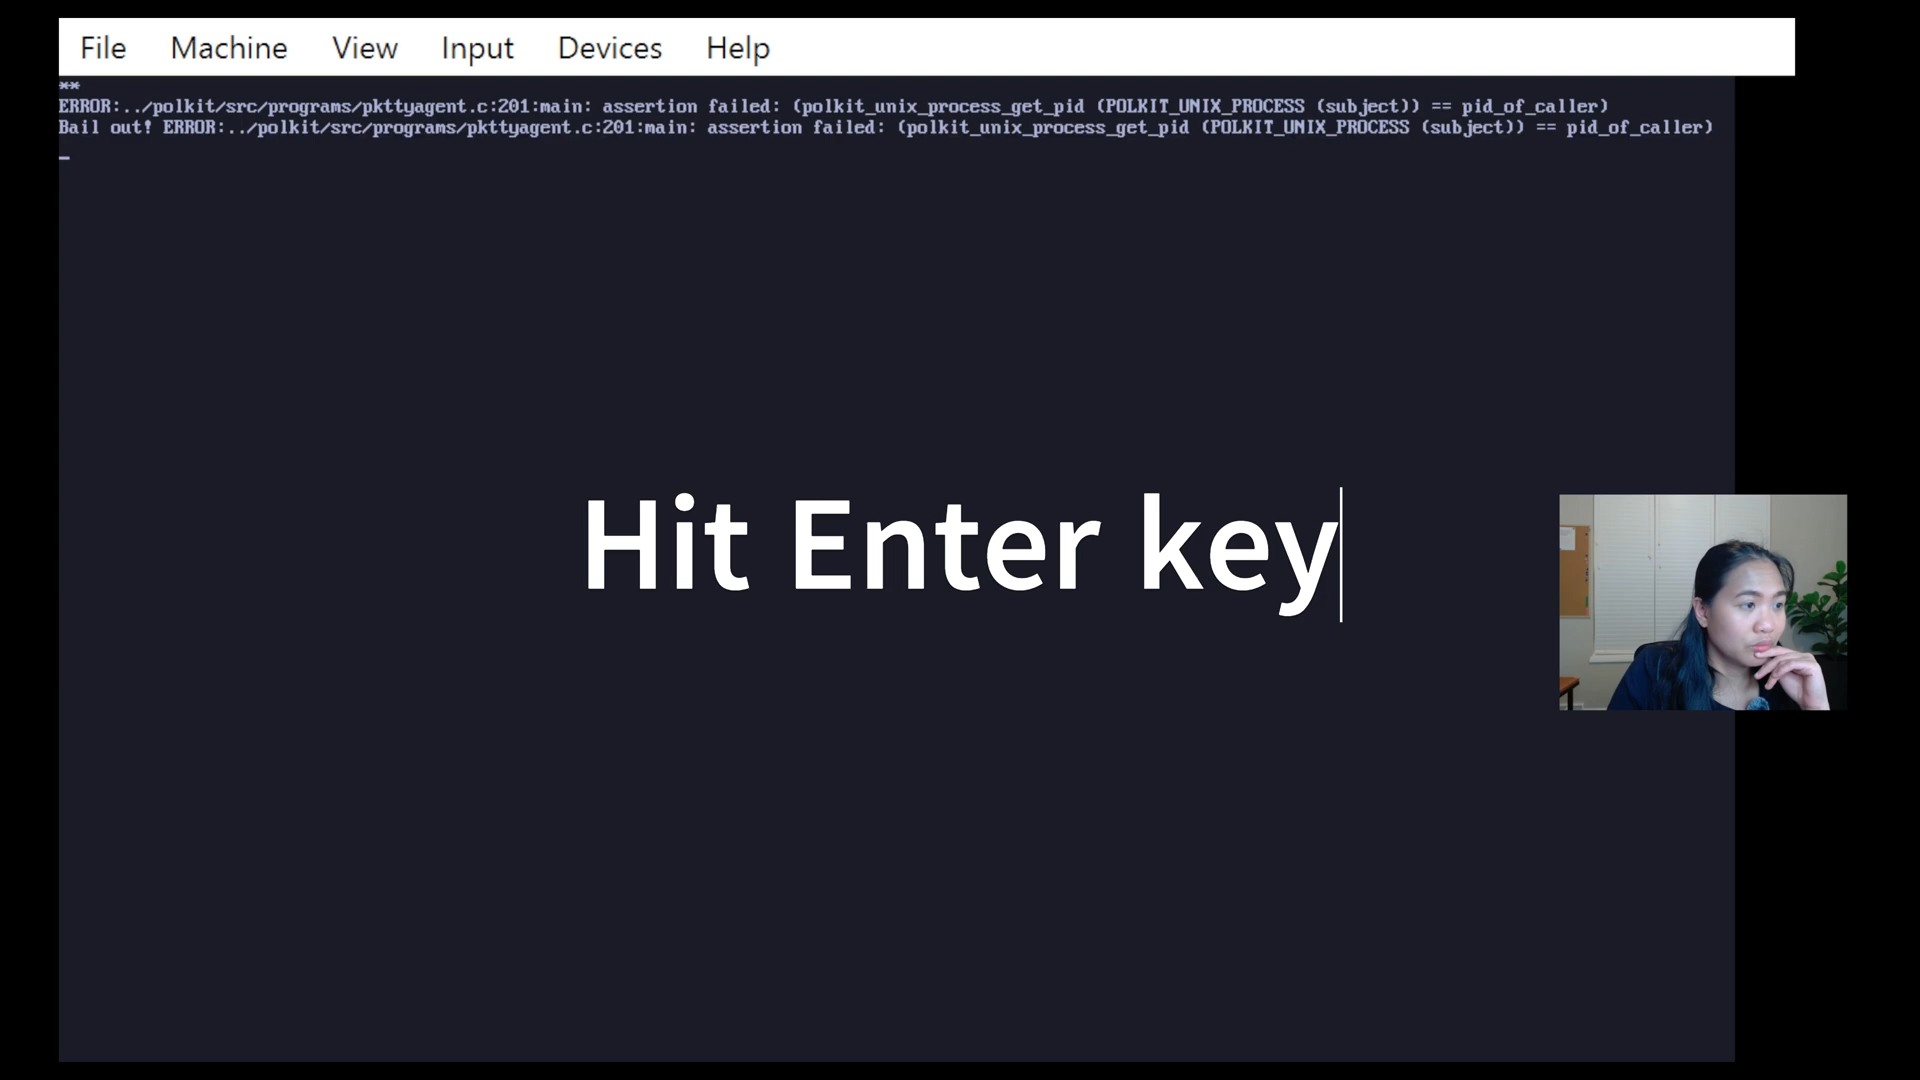 File Machine View Input Devices Help
**
ERROR:../polkit/src/programs/pkttyagent.c:201:main: assertion failed: (polkit_unix_process_get_pid (POLKIT_UNIX_PROCESS (subject)) == pid_of_caller)
Bail out! ERROR:../polkit/src/programs/pkttyagent.c:201:main: assertion failed: (polkit_unix_process_get_pid (POLKIT_UNIX_PROCESS (subject)) == pid_of_caller)
Hit Enter key